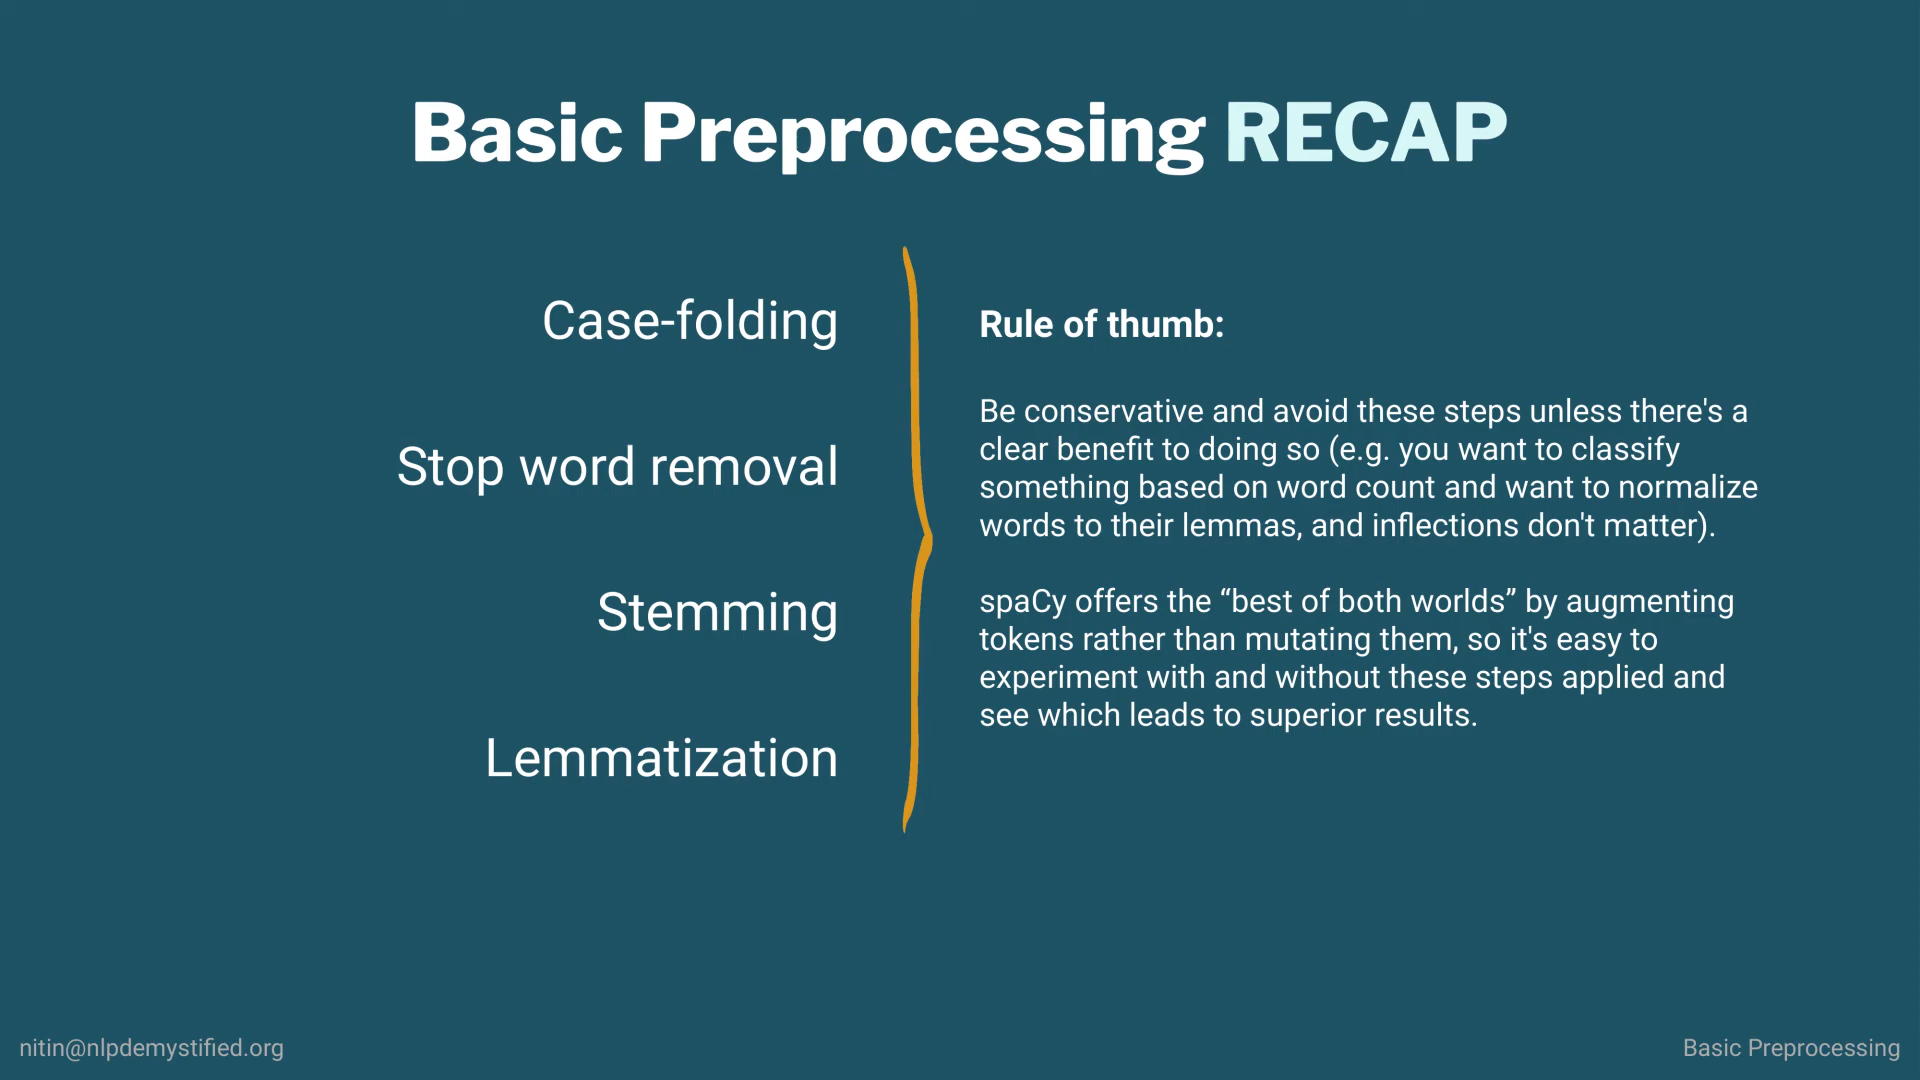 Basic Preprocessing RECAP
Case-folding
Stop word removal
Stemming
Lemmatization
Rule of thumb:
Be conservative and avoid these steps unless there's a
clear benefit to doing so (e.g. you want to classify
something based on word count and want to normalize
words to their lemmas, and inflections don't matter).
spaCy offers the “best of both worlds” by augmenting
tokens rather than mutating them, so it's easy to
experiment with and without these steps applied and
see which leads to superior results.
nitin@nlpdemystified.org
Basic Preprocessing